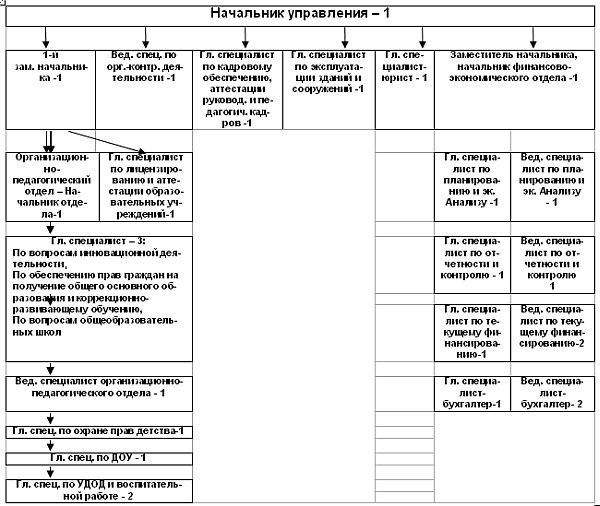 Начальник управления – 1
1-й
зам. начальни-
ка -1
Вед. спец. по
орг.-контр. дея-
тельности - 1
Гл. специалист
по кадровому
обеспечению,
аттестации
руковод. и пе-
дагогич. кад-
ров -1
Гл. специалист
по эксплуата-
ции зданий и
сооружений -1
Гл. спе-
циалист-
юрист - 1
Заместитель начальника,
начальник финансово-
экономического отдела -1
Организацион-
но-
педагогический
отдел – На-
чальник отде-
ла-1
Гл. специалист
по лицензиро-
ванию и атте-
стации образо-
вательных уч-
реждений-1
Гл. специа-
лист по
планирова-
нию и эк.
Анализу -1
Вед. специа-
лист по пла-
нированию и
эк. Анализу
- 1
Гл. специалист – 3:
По вопросам инновационной дея-
тельности,
По обеспечению прав граждан на
получение общего основного об-
разования и коррекционно-
развивающему обучению,
По вопросам общеобразователь-
ных школ
Гл. специа-
лист по от-
четности и
контролю - 1
Вед. специа-
лист по от-
четности и
контролю
1
Гл. специа-
лист по те-
кущему фи-
нансирова-
нию-1
Вед. специа-
лист по теку-
щему финан-
сированию-2
Вед. специалист организационно-
педагогического отдела - 1
Гл. специа-
лист-
бухгалтер-1
Вед. специа-
лист-
бухгалтер- 2
Гл. спец. по охране прав детства-1
Гл. спец. по ДОУ - 1
Гл. спец. по УДОД и воспитатель-
ной работе - 2